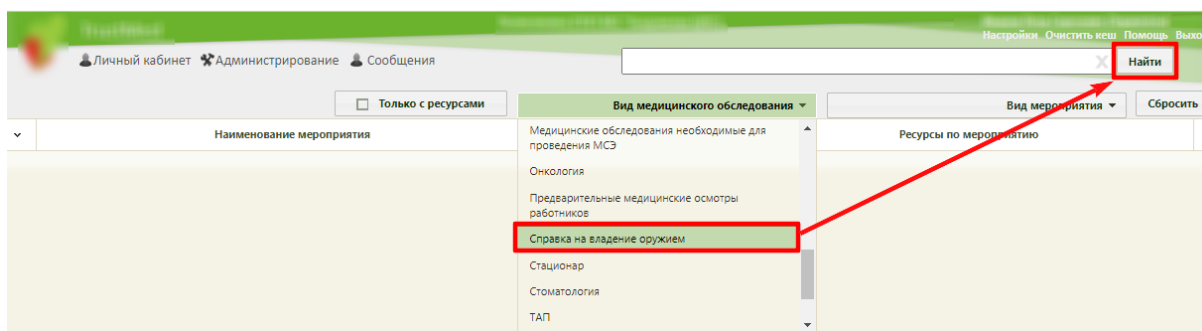 Настройки Очистить кеш Помощь Выхо
Личный кабинет Администрирование Сообщения
X Найти
Только с ресурсами Вид медицинского обследования Вид мероприятия Сбросить
Наименование мероприятия Ресурсы по мероприятию
Медицинские обследования необходимые для
проведения МСЭ
Онкология
Предварительные медицинские осмотры
работников
Справка на владение оружием
Стационар
Стоматология
ТАП